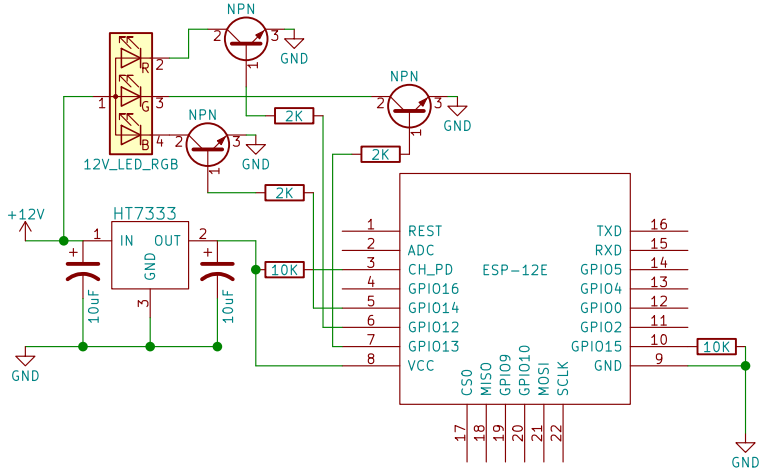 NPN
2
3
1
GND
R
2
1
G
3
B
4
12V_LED_RGB
NPN
2
3
1
GND
2K
NPN
2
3
1
GND
2K
2K
+12V
HT7333
1
IN
OUT
2
GND
3
+
10uF
+
10uF
GND
10K
ESP-12E
1
REST
2
ADC
3
CH_PD
4
GPIO16
5
GPIO14
6
GPIO12
7
GPIO13
8
VCC
TXD
16
RXD
15
GPIO5
14
GPIO4
13
GPIO0
12
GPIO2
11
GPIO15
10
GND
9
10K
GND
CS0
MISO
GPIO9
GPIO10
MOSI
SCLK
17
18
19
20
21
22